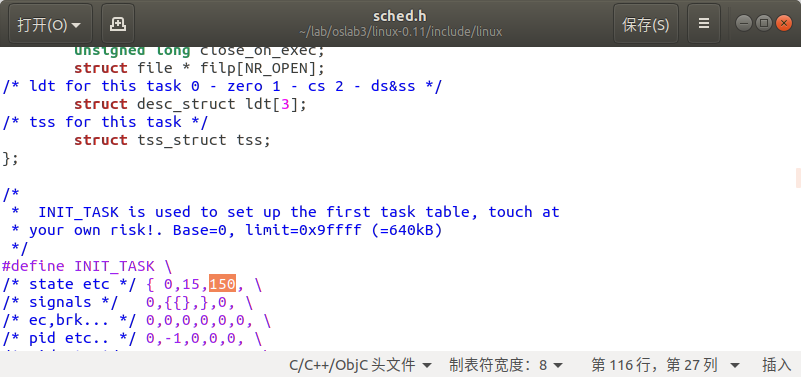 打开(O)
sched.h
~/lab/oslab3/linux-0.11/include/linux
保存(S)
unsigned long close_on_exec;
struct file * filp[NR_OPEN];
/* ldt for this task 0 - zero 1 - cs 2 - ds&ss */
struct desc_struct ldt[3];
/* tss for this task */
struct tss_struct tss;
};
/*
 *  INIT_TASK is used to set up the first task table, touch at
 * your own risk!. Base=0, limit=0x9ffff (=640kB)
 */
#define INIT_TASK \
/* state etc */ { 0,15,150, \
/* signals */   0,{{},},0, \
/* ec,brk... */ 0,0,0,0,0,0, \
/* pid etc.. */ 0,-1,0,0,0, \
C/C++/ObjC 头文件
制表符宽度：8
第 116 行，第 27 列
插入